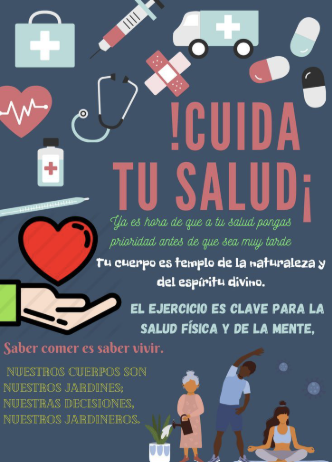 !CUIDA
TU SALUD¡
Ya es hora de que a tu salud pongas
prioridad antes de que sea muy tarde
Tu cuerpo es templo de la naturaleza y
del espíritu divino.
EL EJERCICIO ES CLAVE PARA LA
SALUD FÍSICA Y DE LA MENTE,
Saber comer es saber vivir.
NUESTROS CUERPOS SON
NUESTROS JARDINES;
NUESTRAS DECISIONES,
NUESTROS JARDINEROS.